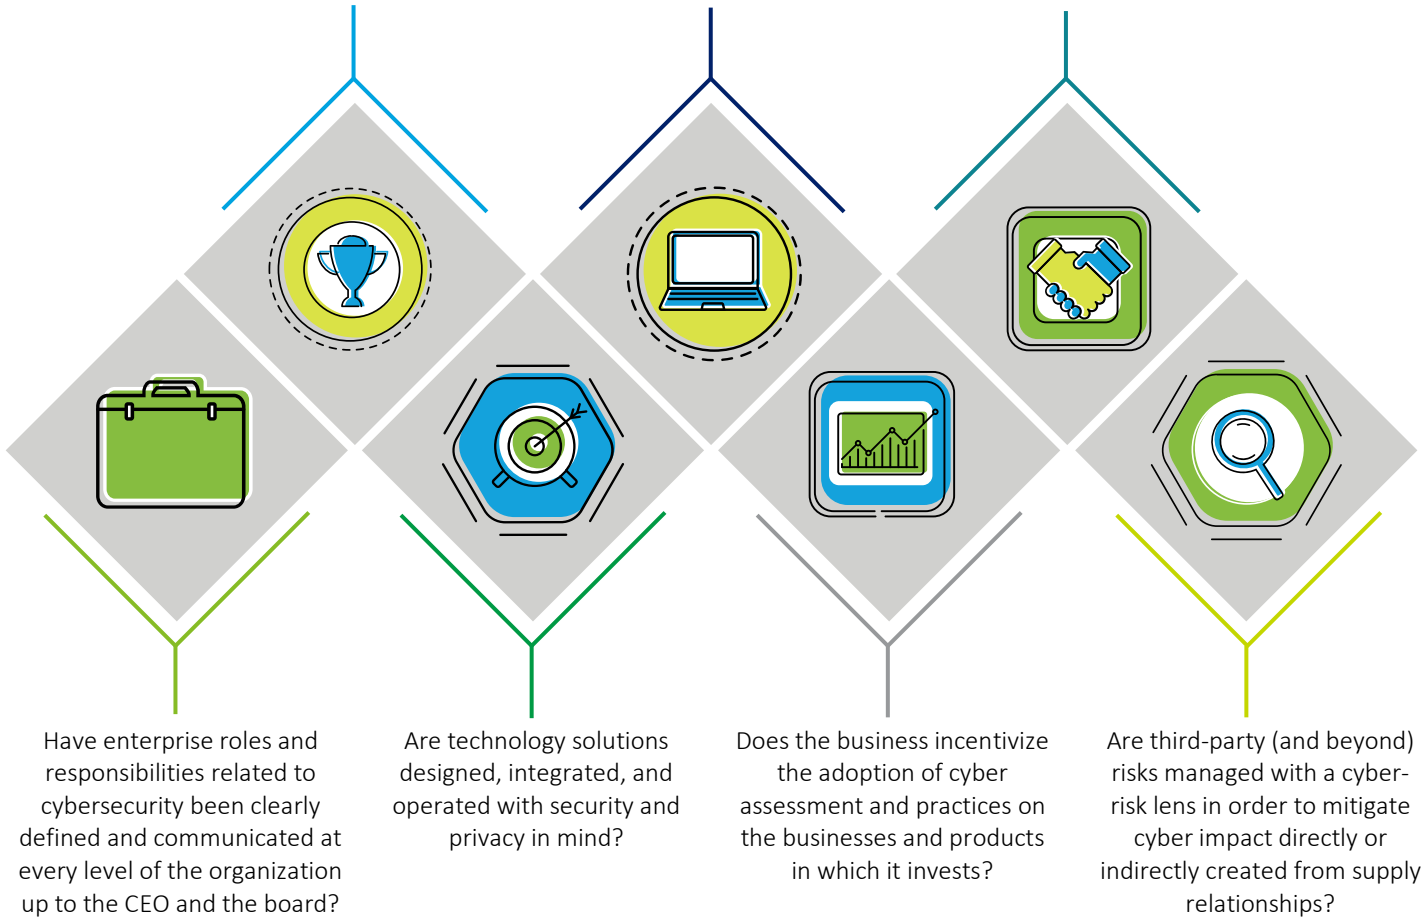 Have enterprise roles and
responsibilities related to
cybersecurity been clearly
defined and communicated at
every level of the organization
up to the CEO and the board?
Are technology solutions
designed, integrated, and
operated with security and
privacy in mind?
Does the business incentivize
the adoption of cyber
assessment and practices on
the businesses and products
in which it invests?
Are third-party (and beyond)
risks managed with a cyber-
risk lens in order to mitigate
cyber impact directly or
indirectly created from supply
relationships?